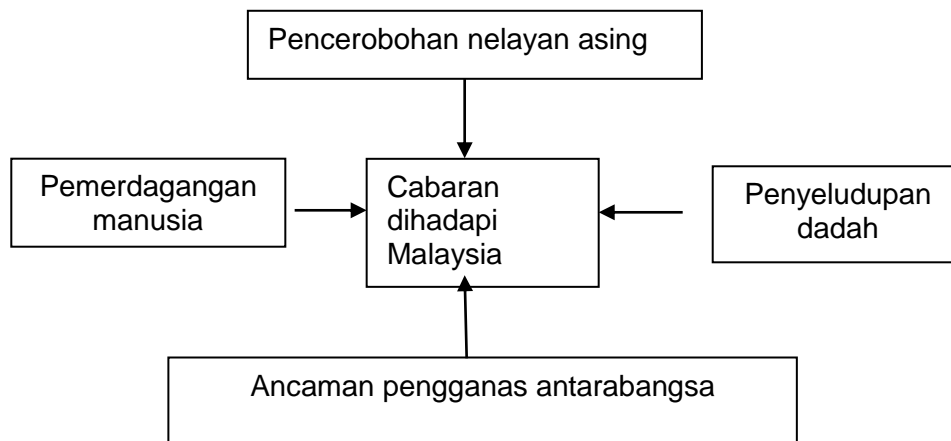 Pencerobohan nelayan asing
Pemerdagangan
manusia
Cabaran
dihadapi
Malaysia
Penyeludupan
dadah
Ancaman pengganas antarabangsa